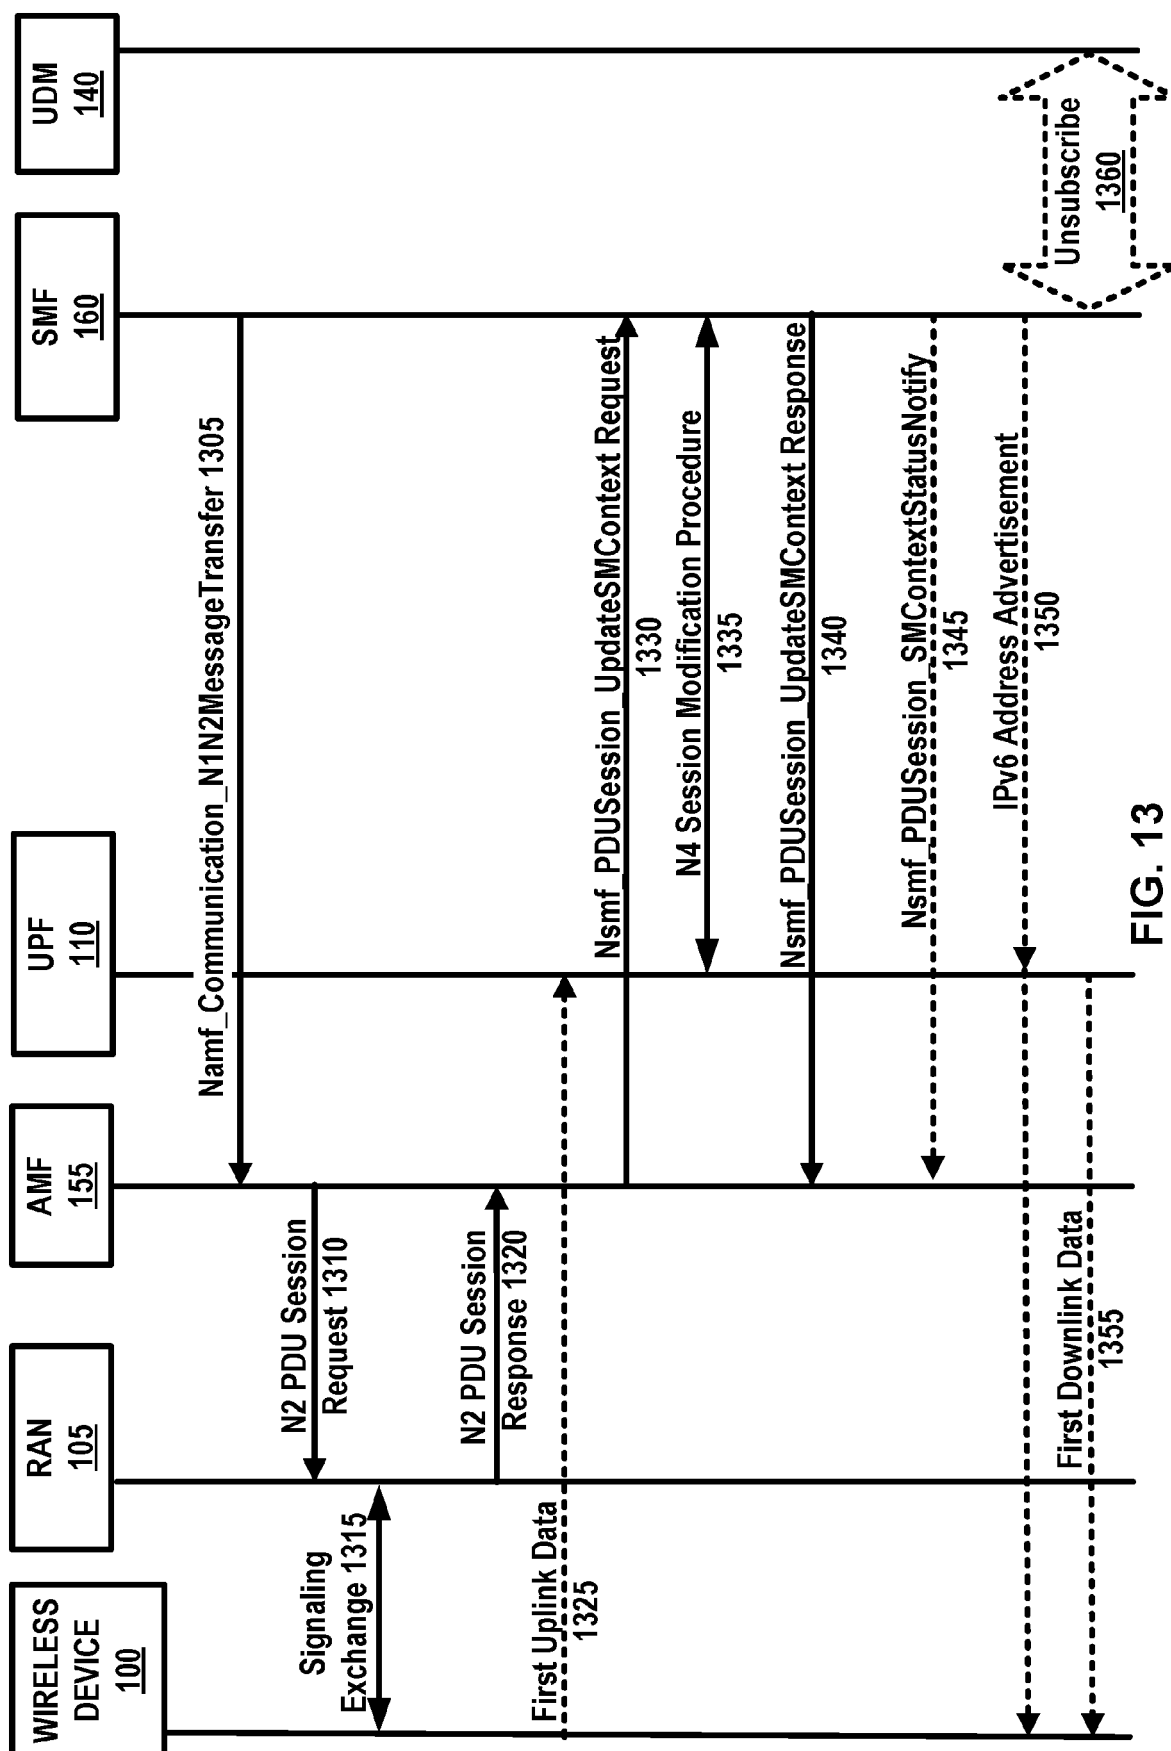 WIRELESS
DEVICE
100
RAN
105
AMF
155
UPF
110
SMF
160
UDM
140
Namf_Communication_N1N2MessageTransfer 1305
N2 PDU Session
Request 1310
Signaling
Exchange 1315
N2 PDU Session
Response 1320
First Uplink Data
1325
Nsmf_PDUSession_UpdateSMContext Request
1330
N4 Session Modification Procedure
1335
Nsmf_PDUSession_UpdateSMContext Response
1340
Nsmf_PDUSession_SMContextStatusNotify
1345
IPv6 Address Advertisement
1350
First Downlink Data
1355
Unsubscribe
1360
FIG. 13